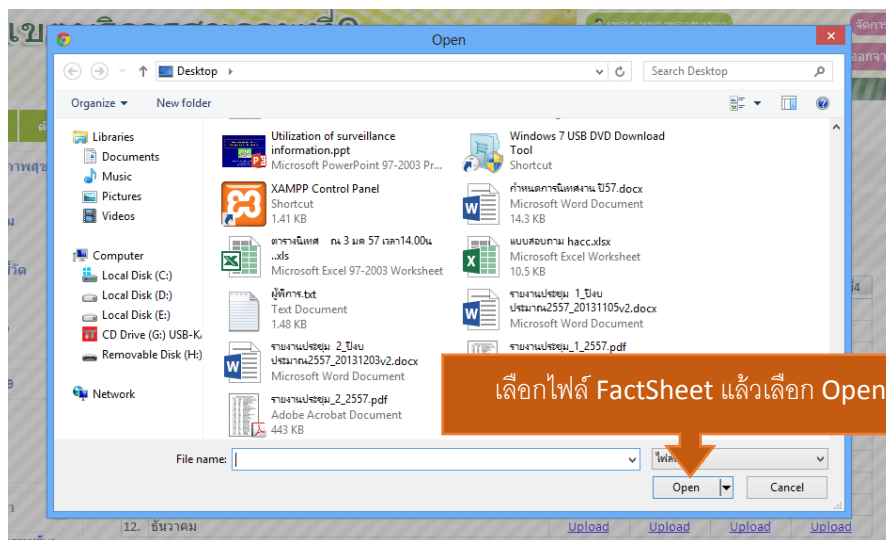 Open
Desktop
Search Desktop
Organize
New folder
Libraries
Documents
Music
Pictures
Videos
Computer
Local Disk (C:)
Local Disk (D:)
Local Disk (E:)
CD Drive (G:) USB-K
Removable Disk (H:)
Network
Utilization of surveillance
information.ppt
Microsoft PowerPoint 97-2003 Pr...
Windows 7 USB DVD Download
Tool
Shortcut
XAMPP Control Panel
Shortcut
1.41 KB
กำหนดการนิเทศงาน ปี57.docx
Microsoft Word Document
14.3 KB
ตารางนิเทศ ณ 3 มค 57 เวลา14.00น
..xls
Microsoft Excel 97-2003 Worksheet
แบบสอบถาม hacc.xlsx
Microsoft Excel Worksheet
10.5 KB
ผู้พิการ.txt
Text Document
1.48 KB
รายงานประชุม 1_ปีงบ
ประมาณ2557_20131105v2.docx
Microsoft Word Document
รายงานประชุม 2_ปีงบ
ประมาณ2557_20131203v2.docx
Microsoft Word Document
รายงานประชุม_1_2557.pdf
รายงานประชุม_2_2557.pdf
Adobe Acrobat Document
443 KB
เลือกไฟล์ FactSheet แล้วเลือก Open
File name:
Open
Cancel
12. ธันวาคม
Upload Upload Upload Upload